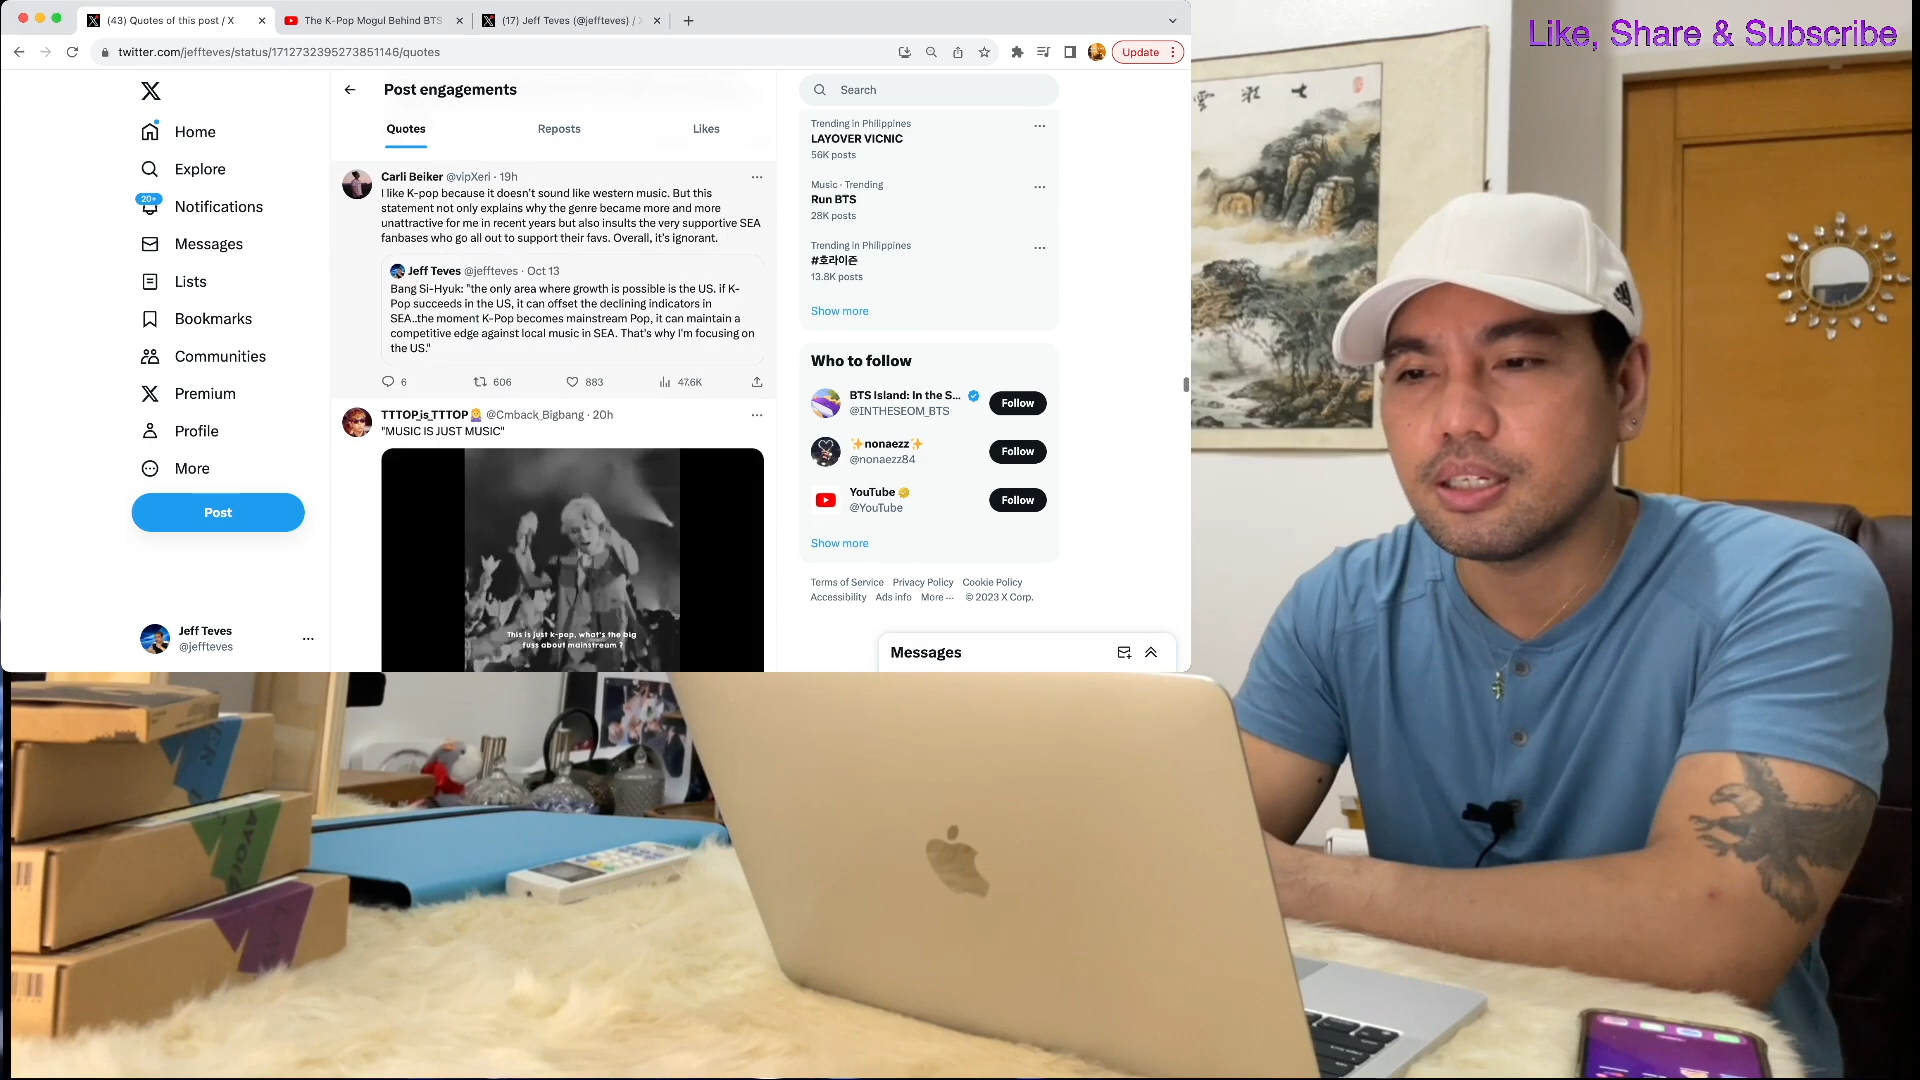 Like, Share & Subscribe
(43) Quotes of this post / X
The K-Pop Mogul Behind BTS
(17) Jeff Teves (@jeffteves) /
twitter.com/jeffteves/status/1712732395273851146/quotes
Update
Home
Explore
20+
Notifications
Messages
Lists
Bookmarks
Communities
Premium
Profile
More
Post
Jeff Teves
@jeffteves
Post engagements
Quotes
Reposts
Likes
Carli Beiker @vipXeri · 19h
I like K-pop because it doesn't sound like western music. But this
statement not only explains why the genre became more and more
unattractive for me in recent years but also insults the very supportive SEA
fanbases who go all out to support their favs. Overall, it's ignorant.
Jeff Teves @jeffteves · Oct 13
Bang Si-Hyuk: "the only area where growth is possible is the US. if K-
Pop succeeds in the US, it can offset the declining indicators in
SEA..the moment K-Pop becomes mainstream Pop, it can maintain a
competitive edge against local music in SEA. That's why I'm focusing on
the US."
6
606
883
47.6K
TTTOP_is_TTTOP @Cmback_Bigbang · 20h
"MUSIC IS JUST MUSIC"
This is just k-pop, what's the big
fuss about mainstream ?
Search
Trending in Philippines
LAYOVER VICNIC
56K posts
Music · Trending
Run BTS
28K posts
Trending in Philippines
#호라이즌
13.8K posts
Show more
Who to follow
BTS Island: In the S...
@INTHESEOM_BTS
Follow
✨nonaezz✨
@nonaezz84
Follow
YouTube
@YouTube
Follow
Show more
Terms of Service Privacy Policy Cookie Policy
Accessibility Ads info More ... © 2023 X Corp.
Messages